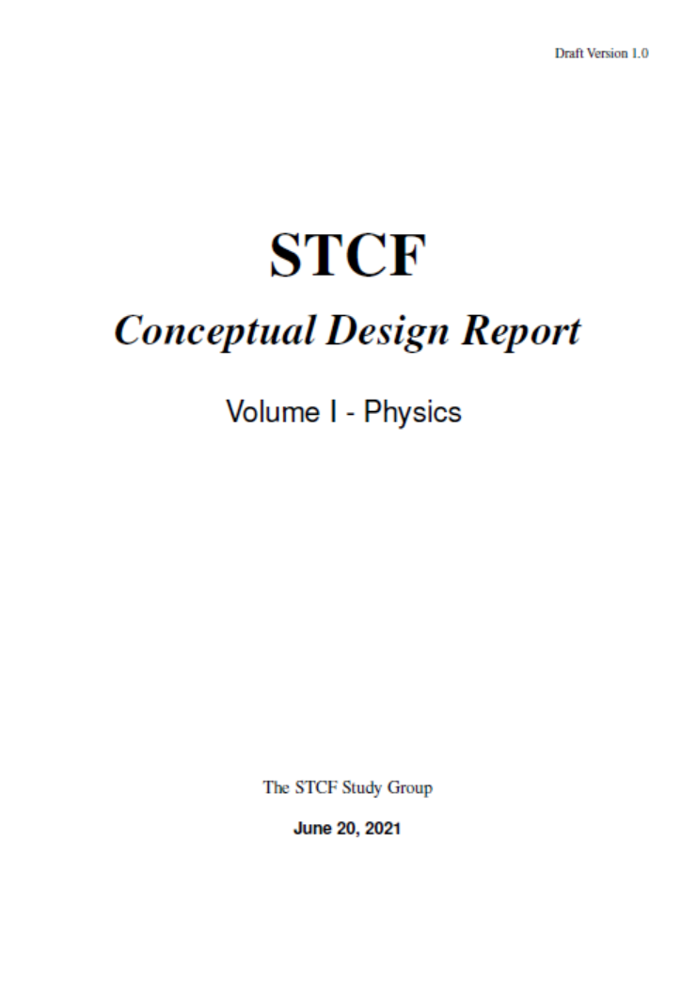 Draft Version 1.0
STCF
Conceptual Design Report
Volume I - Physics
The STCF Study Group
June 20, 2021